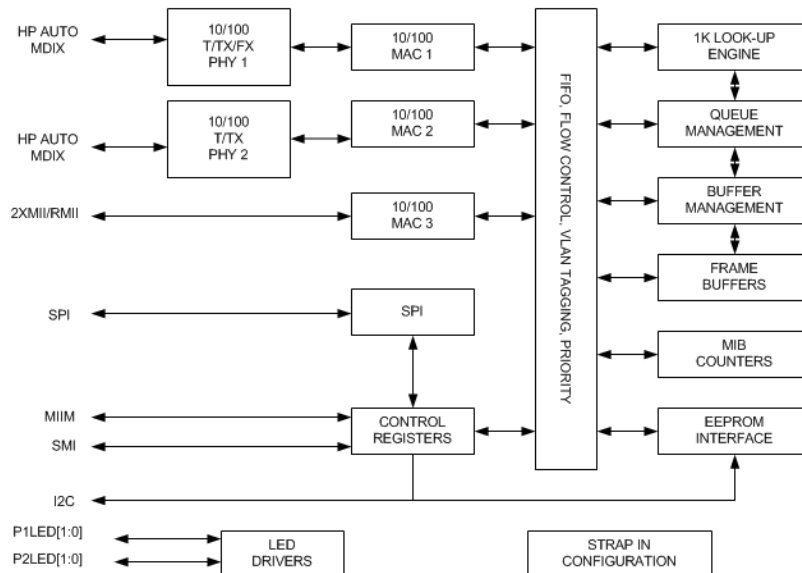 HP AUTO
MDIX
10/100
T/TX/FX
PHY 1
10/100
MAC 1
1K LOOK-UP
ENGINE
HP AUTO
MDIX
10/100
T/TX
PHY 2
10/100
MAC 2
QUEUE
MANAGEMENT
2XMII/RMII
10/100
MAC 3
BUFFER
MANAGEMENT
FIFO, FLOW CONTROL, VLAN TAGGING, PRIORITY
FRAME
BUFFERS
SPI
SPI
MIB
COUNTERS
MIIM
SMI
CONTROL
REGISTERS
EEPROM
INTERFACE
I2C
P1LED[1:0]
P2LED[1:0]
LED
DRIVERS
STRAP IN
CONFIGURATION